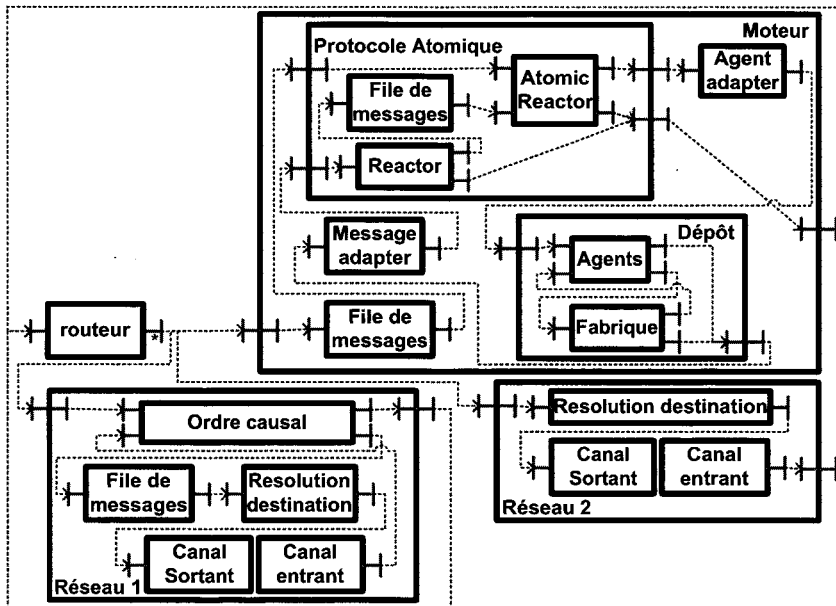 Moteur
Protocole Atomique
Agent
adapter
Atomic
Reactor
File de
messages
Reactor
Message
adapter
Dépôt
Agents
Fabrique
File de
messages
routeur
*
Ordre causal
File de
messages
Resolution
destination
Canal
Sortant
Canal
entrant
Réseau 1
Resolution destination
Canal
Sortant
Canal
entrant
Réseau 2